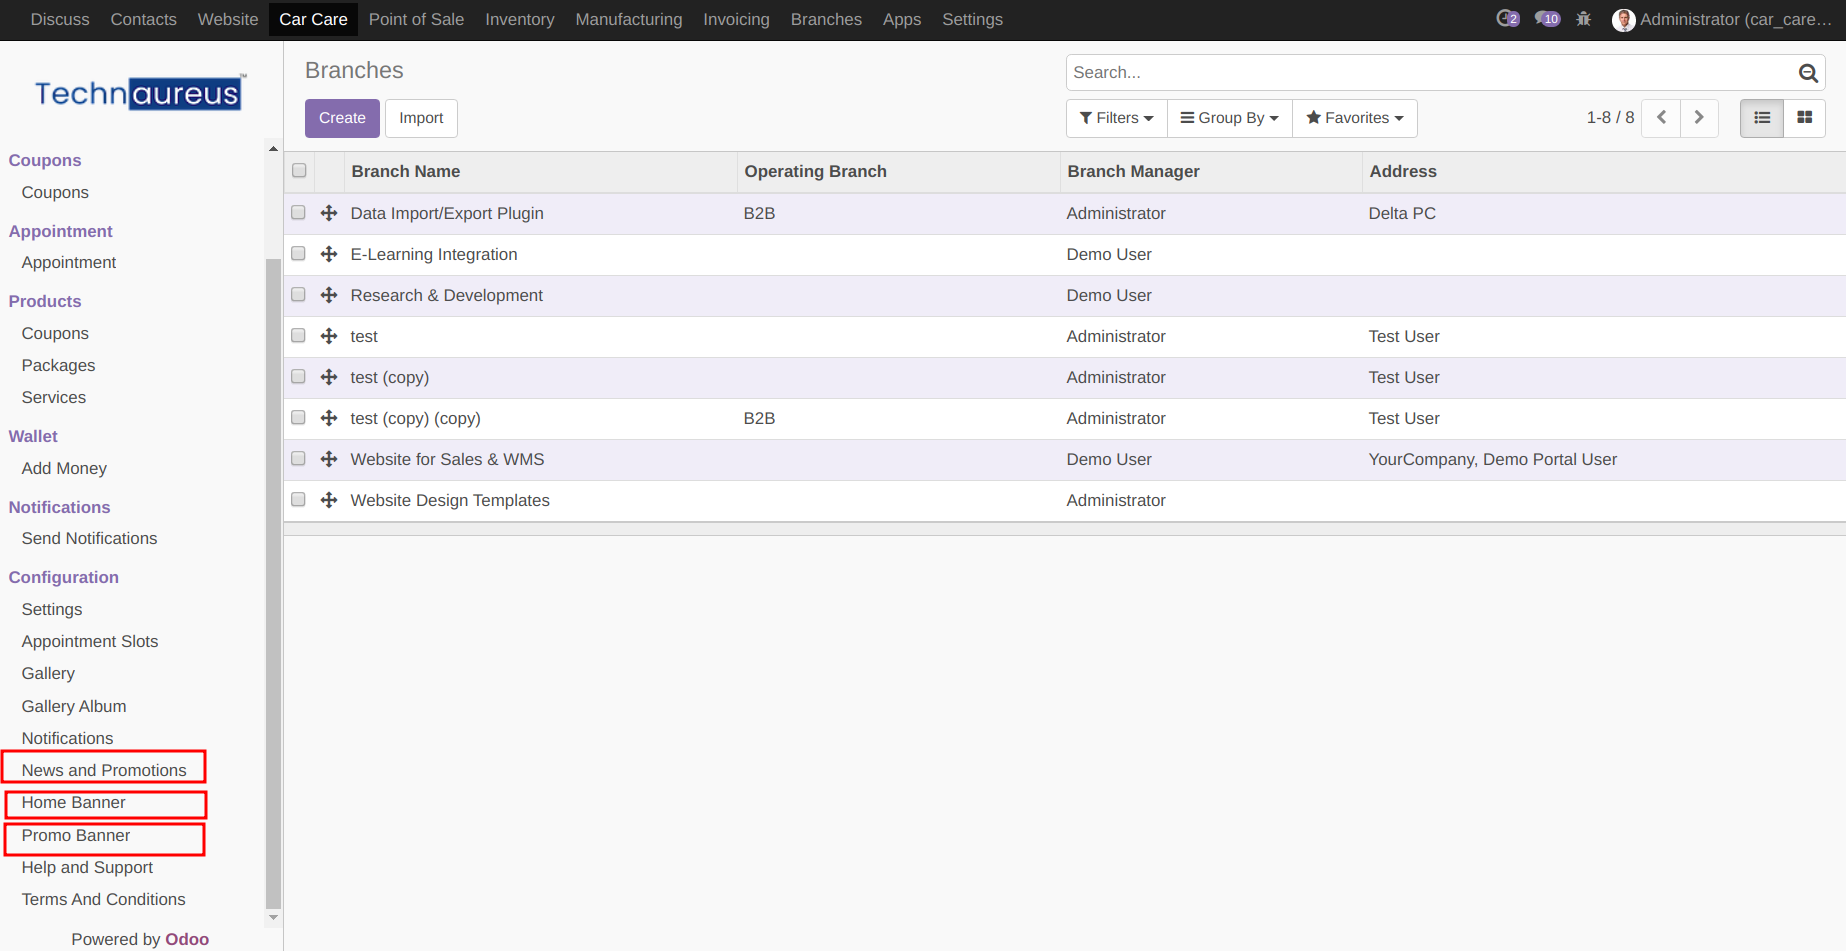 Discuss Contacts Website Car Care Point of Sale Inventory Manufacturing Invoicing Branches Apps Settings 2 10 Administrator (car_care...
Technaureus™
Coupons
Coupons
Appointment
Appointment
Products
Coupons
Packages
Services
Wallet
Add Money
Notifications
Send Notifications
Configuration
Settings
Appointment Slots
Gallery
Gallery Album
Notifications
News and Promotions
Home Banner
Promo Banner
Help and Support
Terms And Conditions
Powered by Odoo
Branches
Search...
Create Import Filters Group By Favorites 1-8 / 8
Branch Name Operating Branch Branch Manager Address
Data Import/Export Plugin B2B Administrator Delta PC
E-Learning Integration Demo User
Research & Development Demo User
test Administrator Test User
test (copy) Administrator Test User
test (copy) (copy) B2B Administrator Test User
Website for Sales & WMS Demo User YourCompany, Demo Portal User
Website Design Templates Administrator